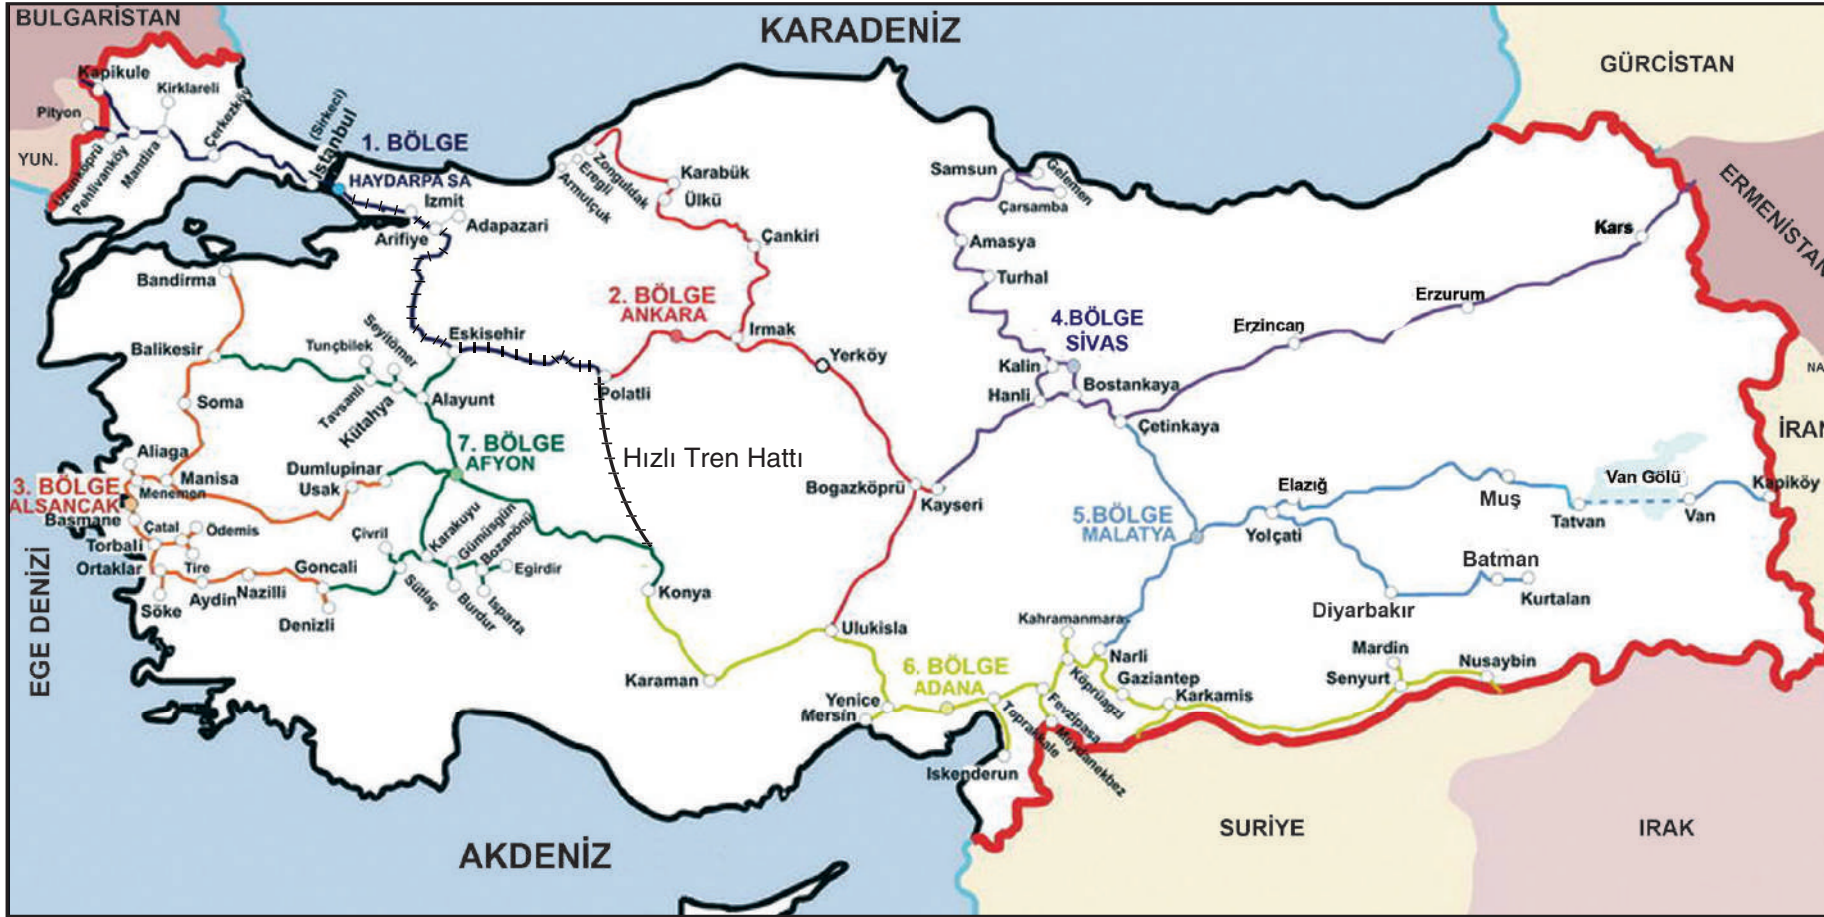 BULGARİSTAN
KARADENİZ
GÜRCİSTAN
Kapikule
Kirklareli
Pityon
Çerkezköy
(Sirkeci)
İstanbul
1. BÖLGE
HAYDARPA SA
YUN.
Uzunköprü
Pehlivanköy
Mandira
Izmit
Adapazari
Arifiye
Zonguldak
Eregli
Armutçuk
Karabük
Ülkü
Çankiri
Samsun
Gelemen
Çarsamba
Amasya
Turhal
ERMENİSTAN
Kars
Bandirma
2. BÖLGE
ANKARA
Irmak
4.BÖLGE
SİVAS
Erzurum
Erzincan
Seyitömer
Tunçbilek
Eskisehir
Balikesir
Yerköy
Kalin
Hanli
Bostankaya
Çetinkaya
NA
Polatli
Soma
Tavsanli
Kütahya
Alayunt
İRAN
7. BÖLGE
AFYON
Hızlı Tren Hattı
Aliaga
Manisa
Menemen
Dumlupinar
Usak
3. BÖLGE
ALSANCAK
Basmane
Bogazköprü
Kayseri
5.BÖLGE
MALATYA
Elazığ
Yolçati
Muş
Tatvan
Van Gölü
Van
Kapiköy
Çatal
Ödemis
Torbali
Tire
Ortaklar
Söke
Aydin
Nazilli
Goncali
Denizli
Çivril
Sütlaç
Karakuyu
Gümüsgün
Bozanönü
Egirdir
Burdur
Isparta
Konya
Batman
Kurtalan
Diyarbakır
EGE DENİZİ
Karaman
Ulukisla
Kahramanmaras
Narli
Köprüagzi
Gaziantep
Karkamis
Mardin
Senyurt
Nusaybin
6. BÖLGE
ADANA
Yenice
Mersin
Toprakkale
Fevzipasa
Meydanekbez
Iskenderun
AKDENİZ
SURİYE
IRAK